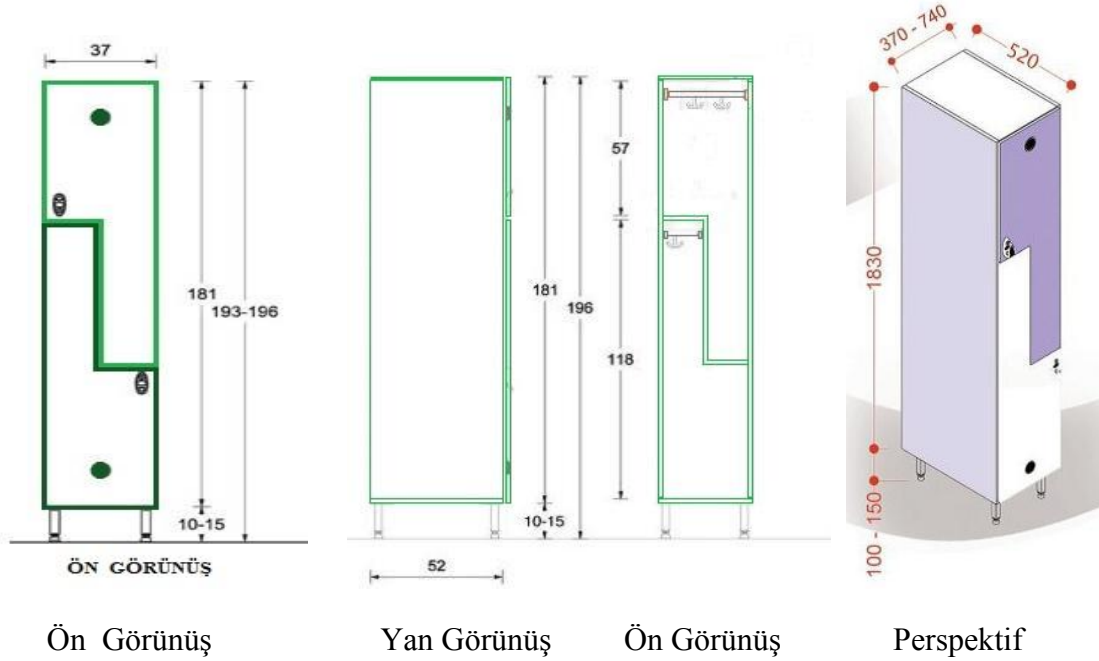 37
181
193-196
10-15
ÖN GÖRÜNÜŞ
52
181
196
10-15
57
118
370 - 740
520
1830
100 - 150
Ön Görünüş
Yan Görünüş
Ön Görünüş
Perspektif